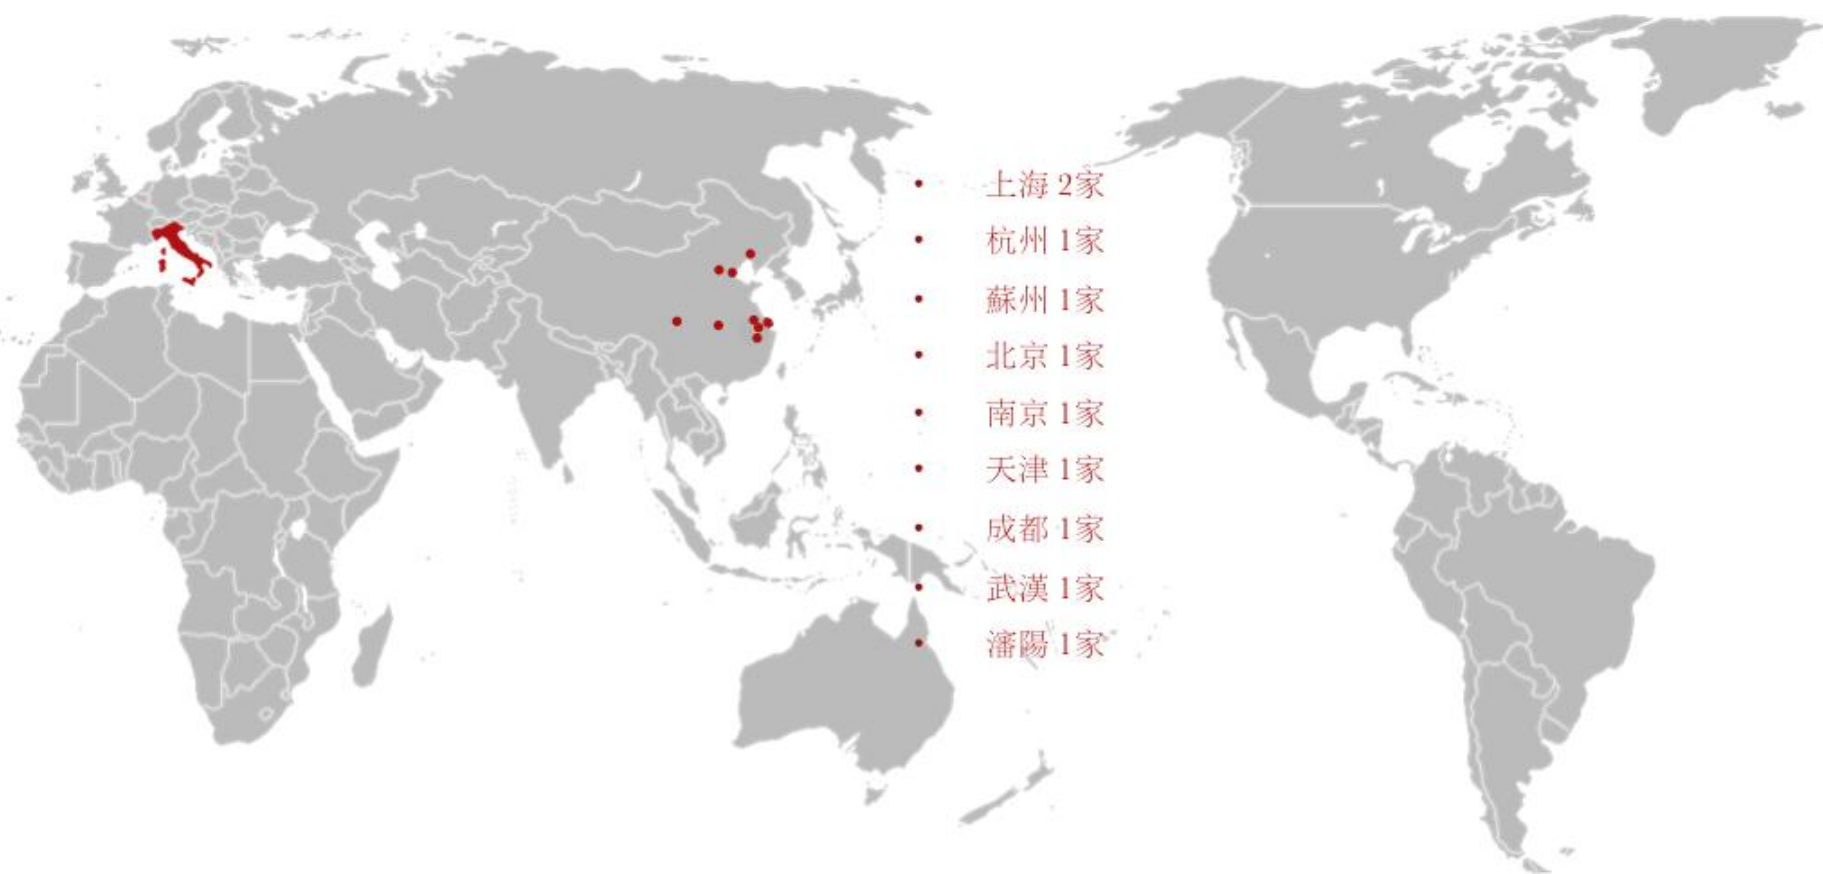 上海 2家
杭州 1家
蘇州 1家
北京 1家
南京 1家
天津 1家
成都 1家
武漢 1家
瀋陽 1家